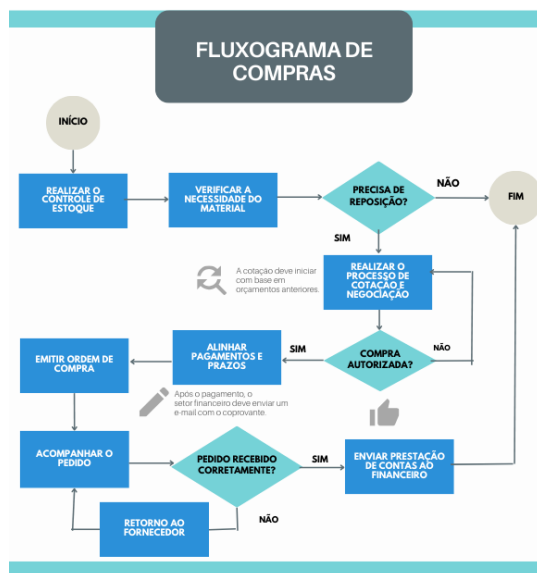 FLUXOGRAMA DE
COMPRAS
INÍCIO
REALIZAR O
CONTROLE DE
ESTOQUE
VERIFICAR A
NECESSIDADE DO
MATERIAL
PRECISA DE
REPOSIÇÃO?
NÃO
FIM
SIM
A cotação deve iniciar
com base em
orçamentos anteriores.
REALIZAR O
PROCESSO DE
COTAÇÃO E
NEGOCIAÇÃO
EMITIR ORDEM DE
COMPRA
ALINHAR
PAGAMENTOS E
PRAZOS
SIM
COMPRA
AUTORIZADA?
NÃO
Após o pagamento, o
setor financeiro deve enviar um
e-mail com o coprovante.
ACOMPANHAR O
PEDIDO
PEDIDO RECEBIDO
CORRETAMENTE?
SIM
ENVIAR PRESTAÇÃO
DE CONTAS AO
FINANCEIRO
RETORNO AO
FORNECEDOR
NÃO